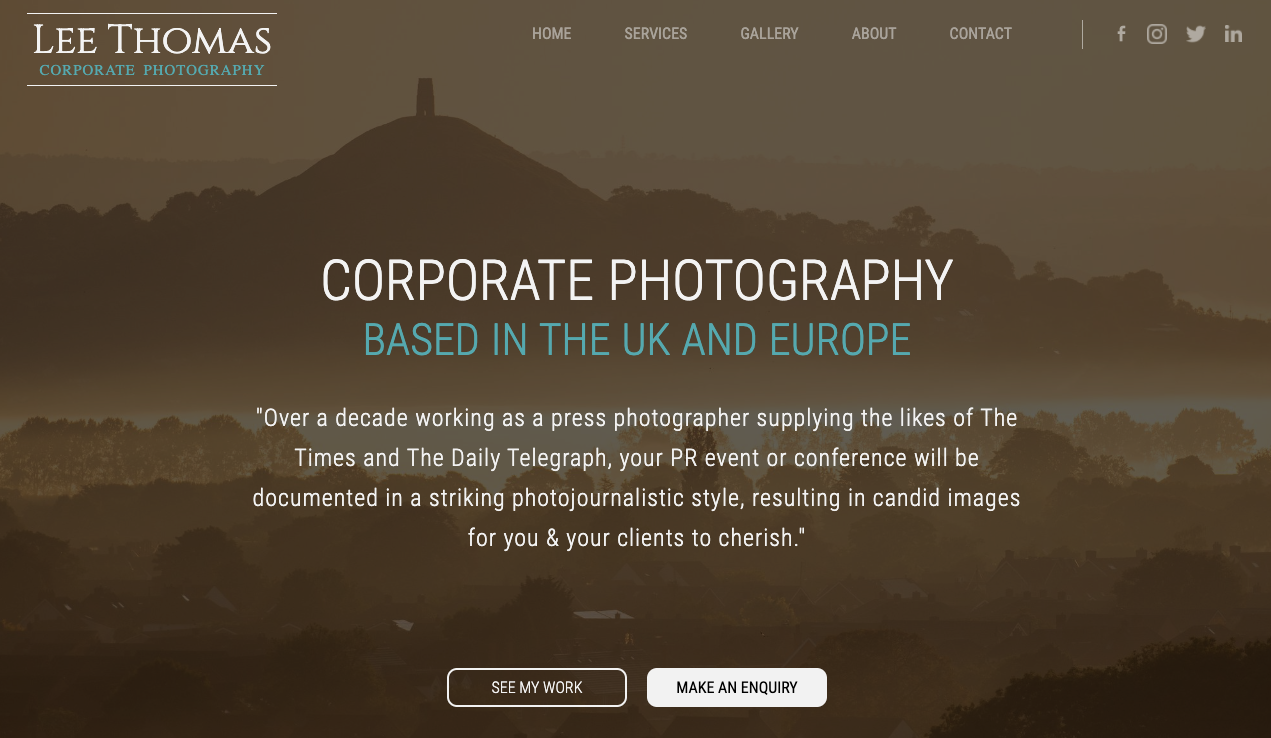 LEE THOMAS
CORPORATE PHOTOGRAPHY
HOME SERVICES GALLERY ABOUT CONTACT
CORPORATE PHOTOGRAPHY
BASED IN THE UK AND EUROPE
"Over a decade working as a press photographer supplying the likes of The
Times and The Daily Telegraph, your PR event or conference will be
documented in a striking photojournalistic style, resulting in candid images
for you & your clients to cherish."
SEE MY WORK MAKE AN ENQUIRY